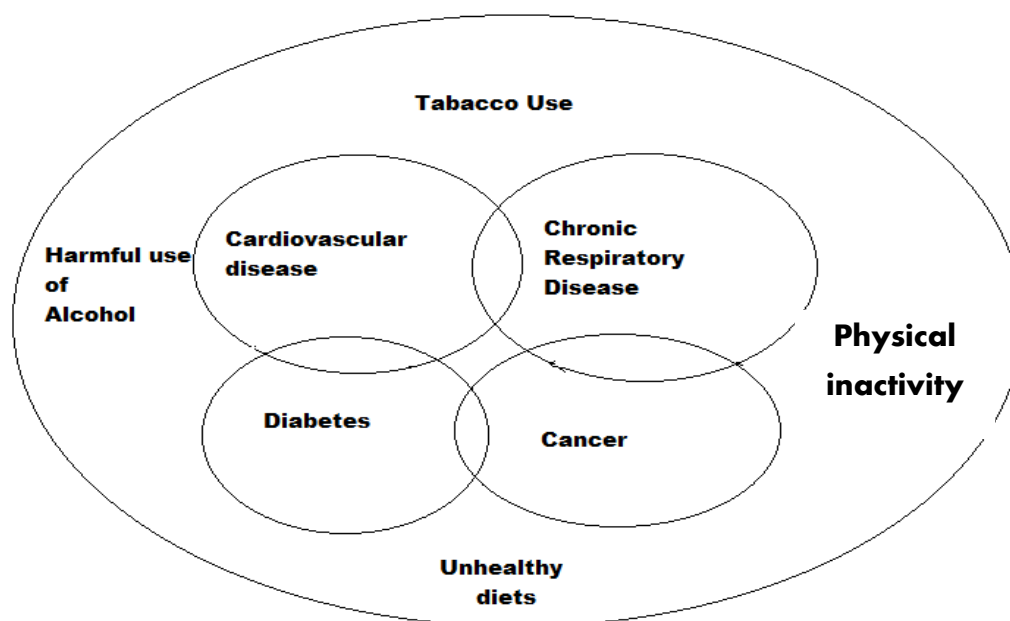 Tabacco Use
Cardiovascular
disease
Chronic
Respiratory
Disease
Harmful use
of
Alcohol
Physical
inactivity
Diabetes
Cancer
Unhealthy
diets